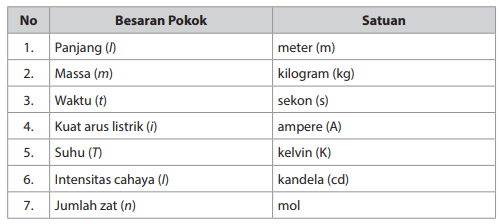 No Besaran Pokok Satuan
1. Panjang (l) meter (m)
2. Massa (m) kilogram (kg)
3. Waktu (t) sekon (s)
4. Kuat arus listrik (i) ampere (A)
5. Suhu (T) kelvin (K)
6. Intensitas cahaya (I) kandela (cd)
7. Jumlah zat (n) mol